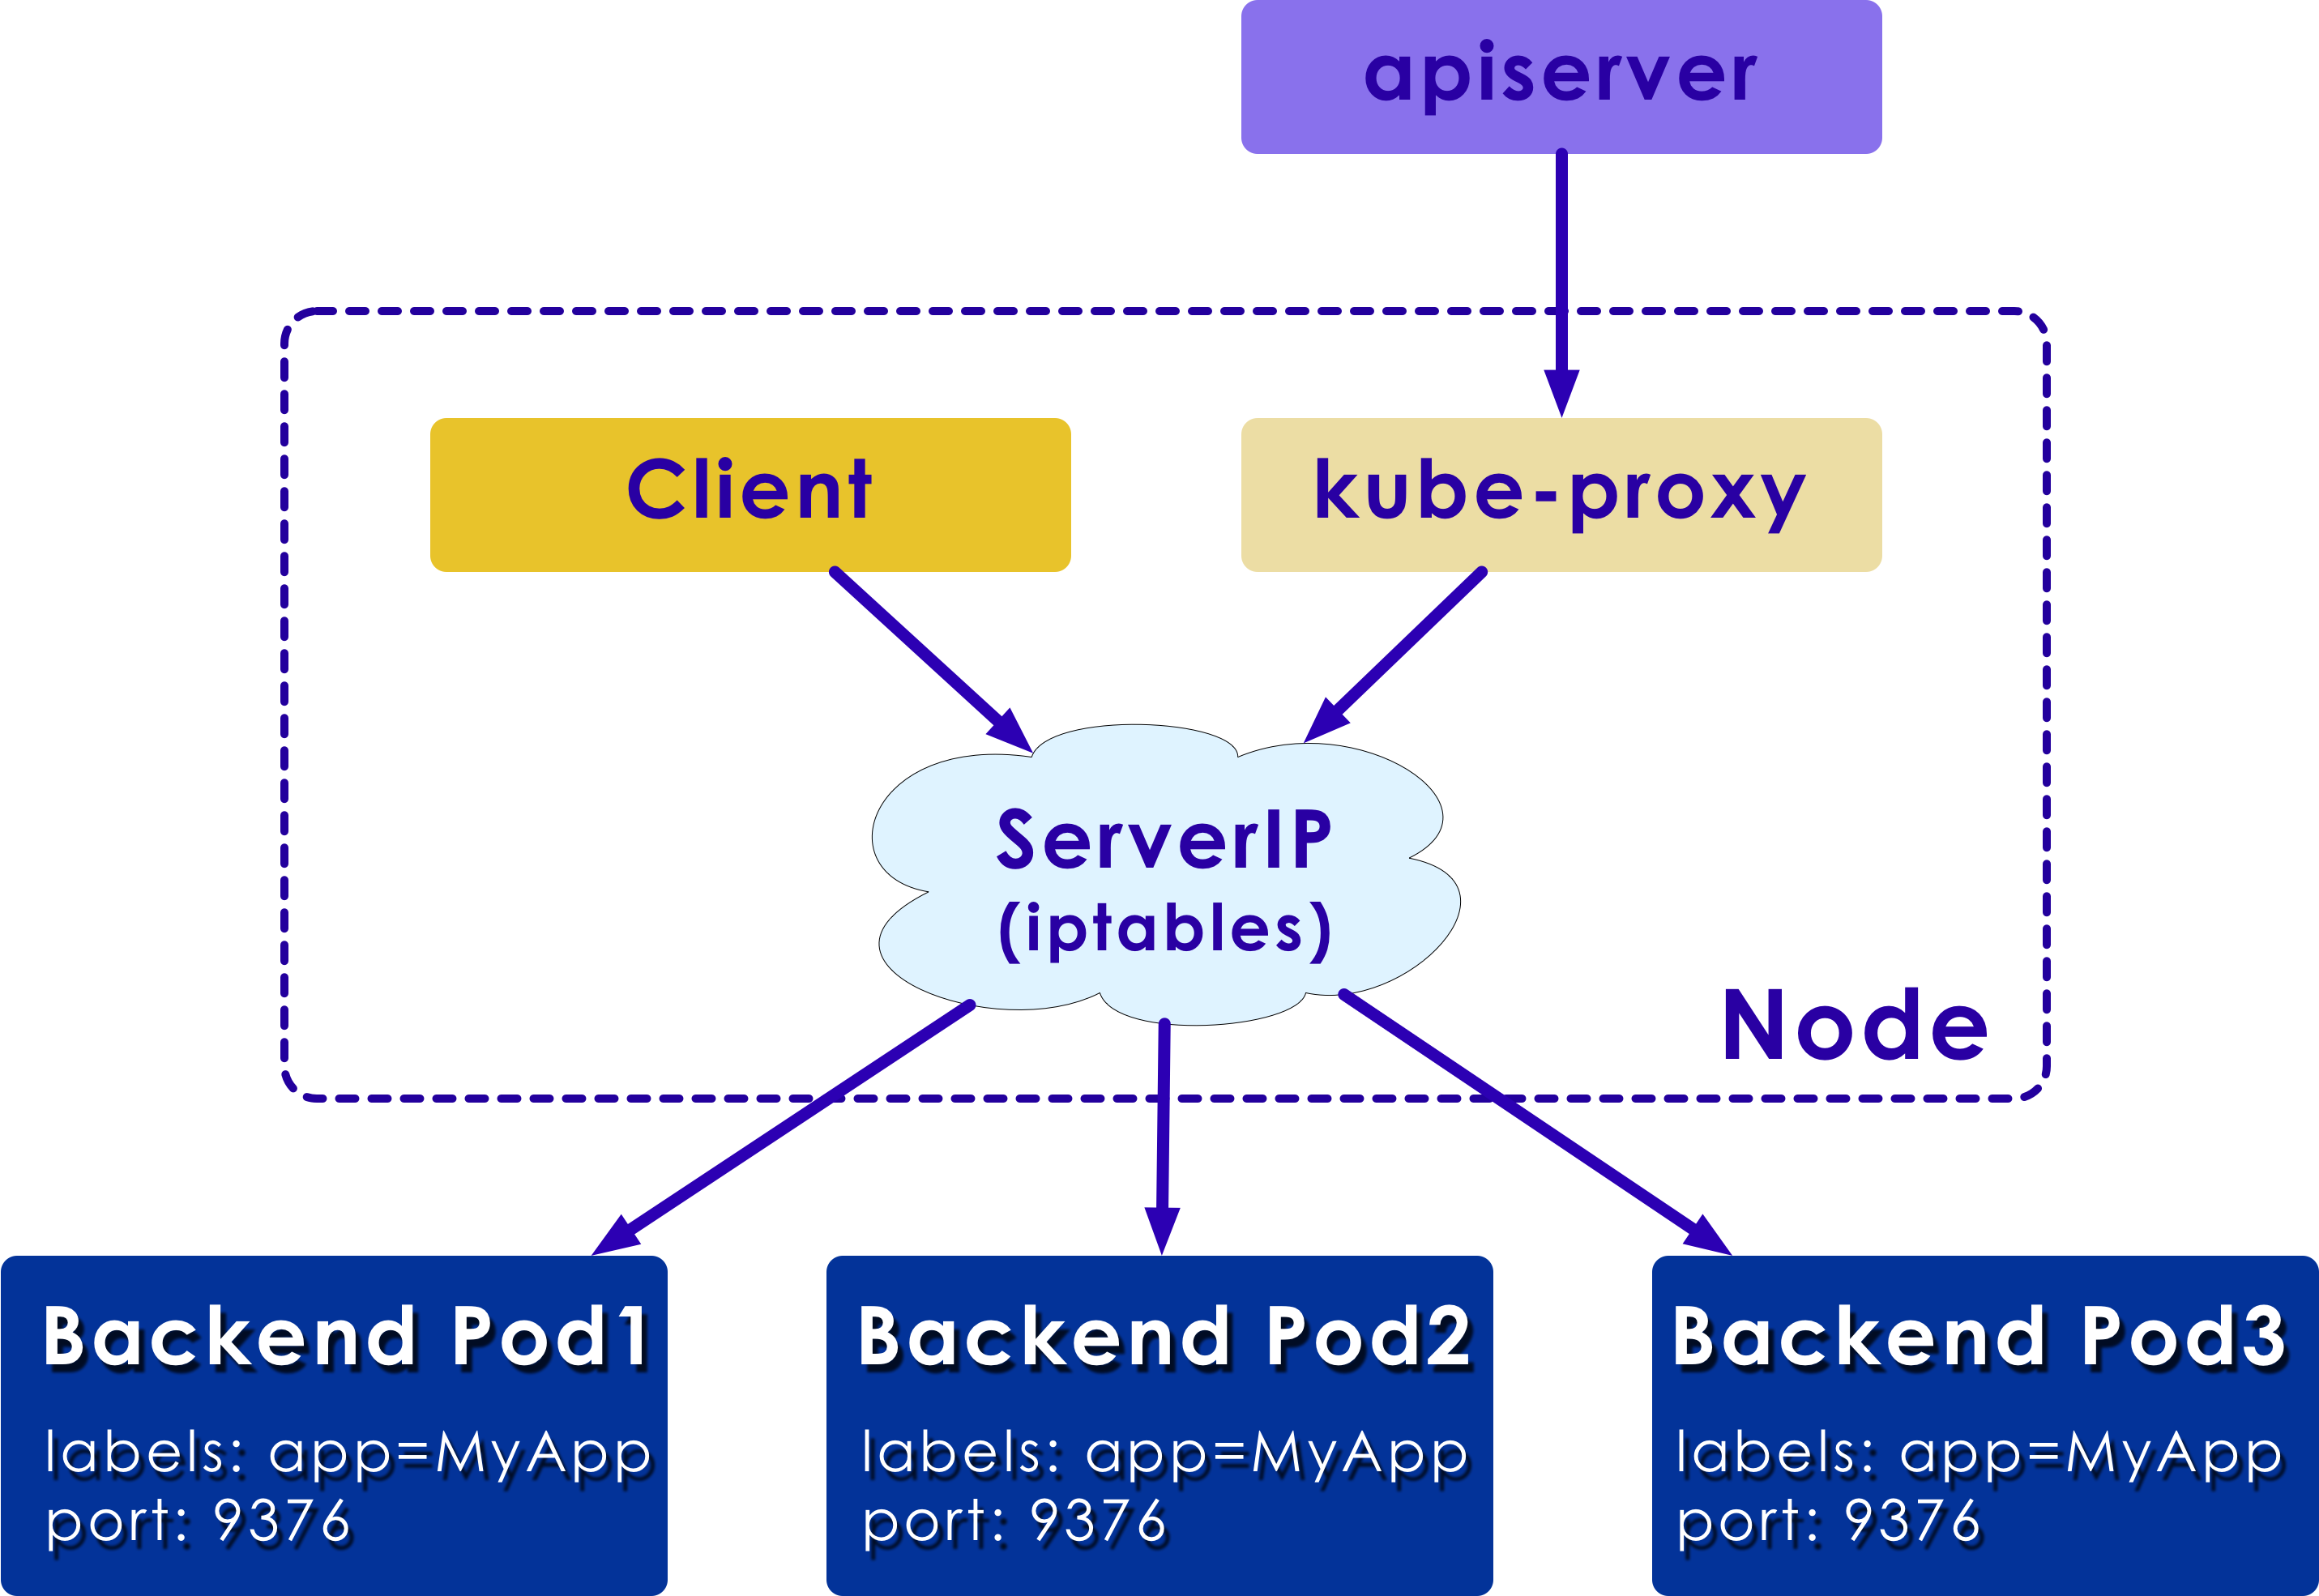 apiserver
Client
kube-proxy
ServerIP
(iptables)
Node
Backend Pod1
labels: app=MyApp
port: 9376
Backend Pod2
labels: app=MyApp
port: 9376
Backend Pod3
labels: app=MyApp
port: 9376